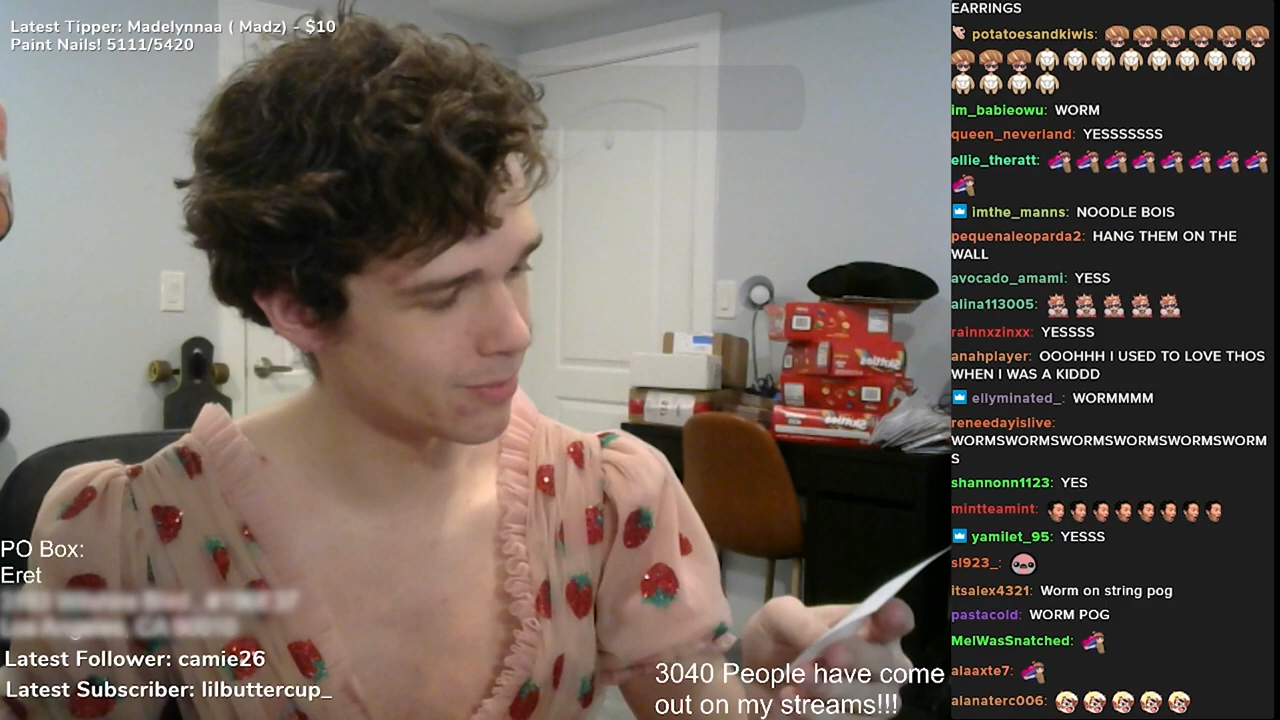 Latest Tipper: Madelynnaa ( Madz) - $10
Paint Nails! 5111/5420
PO Box:
Eret
Latest Follower: camie26
Latest Subscriber: lilbuttercup_
3040 People have come
out on my streams!!!
Skittles
EARRINGS
potatoesandkiwis:
im_babieowu: WORM
queen_neverland: YESSSSSSS
ellie_theratt:
imthe_manns: NOODLE BOIS
pequenaleoparda2: HANG THEM ON THE
WALL
avocado_amami: YESS
alina113005:
rainnxzinxx: YESSSS
anahplayer: OOOHHH I USED TO LOVE THOS
WHEN I WAS A KIDDD
ellyminated_: WORMMMM
reneedayislive:
WORMSWORMSWORMSWORMSWORMSWORM
S
shannonn1123: YES
mintteamint:
yamilet_95: YESSS
sl923_:
itsalex4321: Worm on string pog
pastacold: WORM POG
MelWasSnatched:
alaaxte7:
alanaterc006: